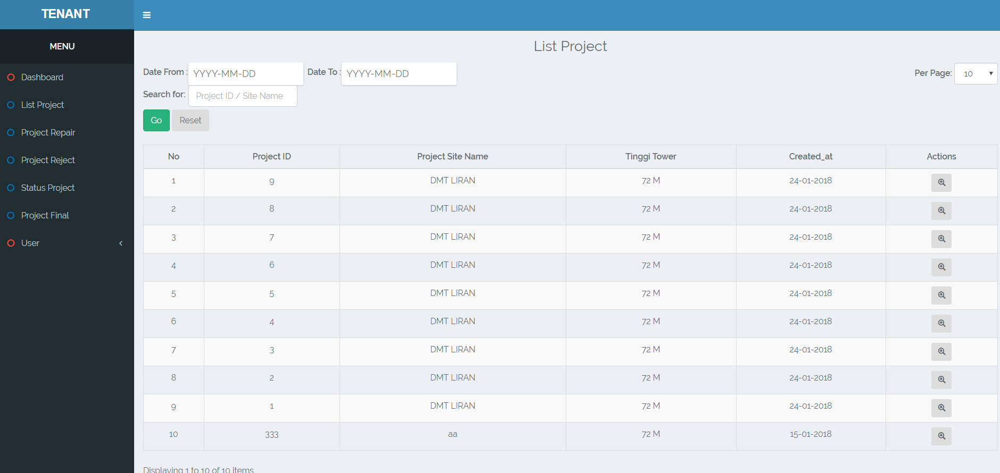 TENANT
MENU
Dashboard
List Project
Project Repair
Project Reject
Status Project
Project Final
User
List Project
Date From : YYYY-MM-DD Date To : YYYY-MM-DD Per Page: 10
Search for: Project ID / Site Name
Go Reset
No Project ID Project Site Name Tinggi Tower Created_at Actions
1 9 DMT LIRAN 72 M 24-01-2018
2 8 DMT LIRAN 72 M 24-01-2018
3 7 DMT LIRAN 72 M 24-01-2018
4 6 DMT LIRAN 72 M 24-01-2018
5 5 DMT LIRAN 72 M 24-01-2018
6 4 DMT LIRAN 72 M 24-01-2018
7 3 DMT LIRAN 72 M 24-01-2018
8 2 DMT LIRAN 72 M 24-01-2018
9 1 DMT LIRAN 72 M 24-01-2018
10 333 aa 72 M 15-01-2018
Displaying 1 to 10 of 10 items